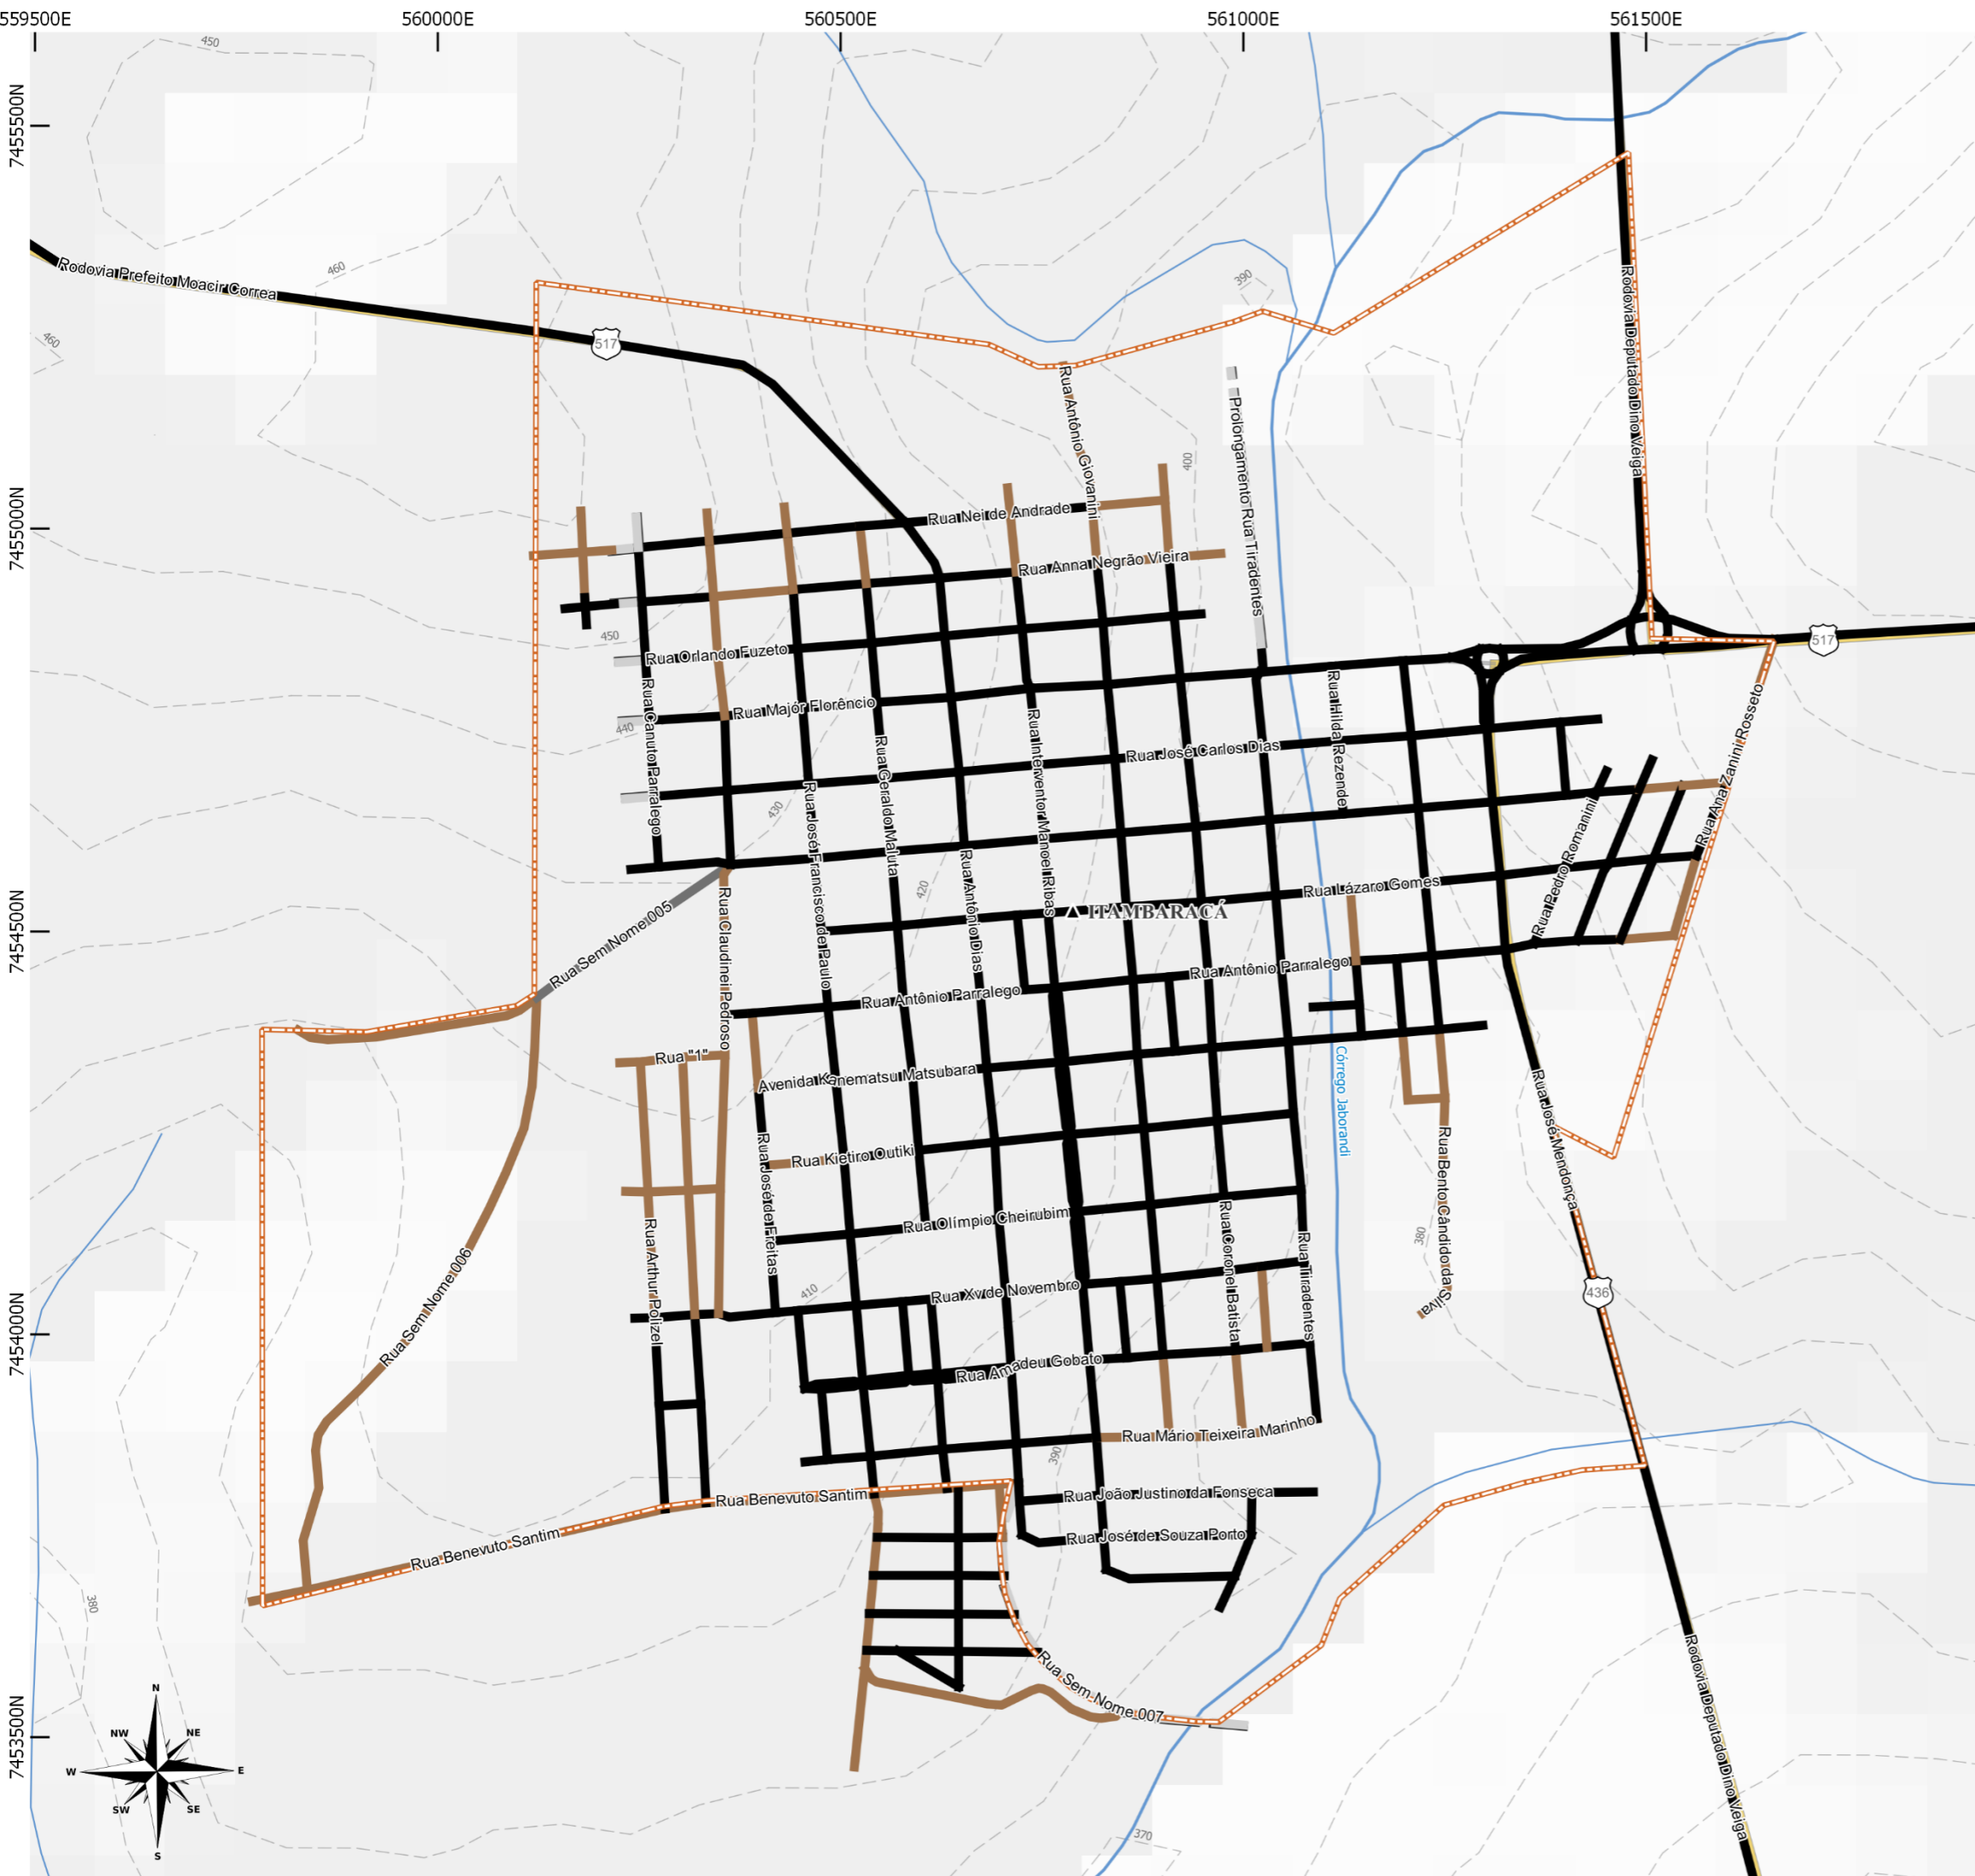 559500E
560000E
560500E
561000E
561500E
7455500N
7455000N
7454500N
7454000N
7453500N
450
460
460
390
400
450
440
430
420
410
390
380
380
370
Rodovia Prefeito Moacir Correa
517
Rodovia Deputado Dino Veiga
Rua Antônio Giovanini
Prolongamento Rua Tiradentes
Rua Nei de Andrade
Rua Anna Negrão Vieira
517
Rua Orlando Fuzeto
Rua Canuto Parralego
Rua Major Florêncio
Rua Hilda Rezende
Rua Ana Zanini Rosseto
Rua José Carlos Dias
Rua Interventor Manoel Ribas
Rua Geraldo Maluta
Rua José Francisco de Paulo
Rua Pedro Romanini
Rua Antônio Dias
Rua Claudinei Pedroso
Rua Lázaro Gomes
ITAMBARACÁ
Rua Sem Nome 005
Rua Antônio Parralego
Rua Antônio Parralego
Rua "1"
Avenida Kanematsu Matsubara
Córrego Jaborandi
Rua José Mendonça
Rua Kietiro Outiki
Rua José de Freitas
Rua Bento Cândido da Silva
Rua Olímpio Cheirubim
Rua Arthur Polizel
Rua Coronel Batista
Rua Tiradentes
Rua Sem Nome 006
Rua Xv de Novembro
436
Rua Amadeu Gobato
Rua Mário Teixeira Marinho
Rua Benevuto Santim
Rua João Justino da Fonseca
Rua Benevuto Santim
Rua José de Souza Porto
Rua Sem Nome 007
Rodovia Deputado Dino Veiga
N
NW
NE
W
E
SW
SE
S